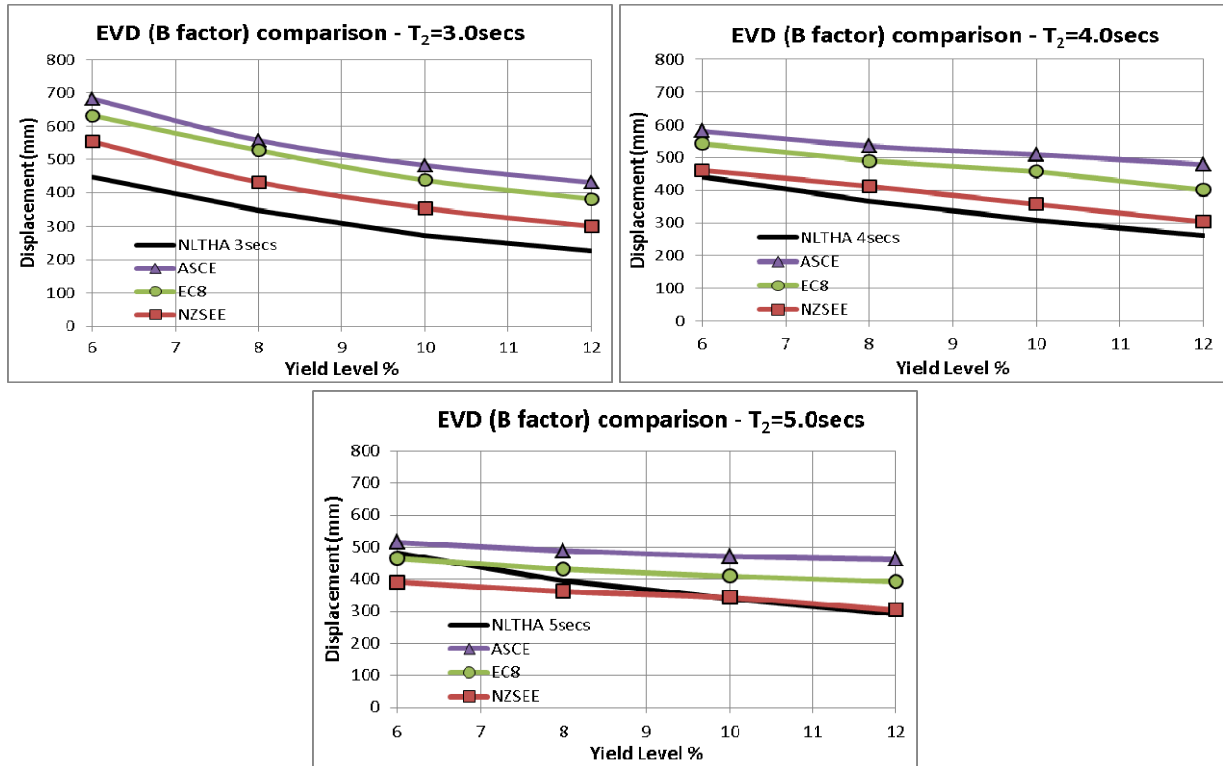 EVD (B factor) comparison - T₂=3.0secs
800
700
600
500
400
300
200
100
0
Displacement (mm)
NLTHA 3secs
ASCE
EC8
NZSEE
6 7 8 9 10 11 12
Yield Level %
EVD (B factor) comparison - T₂=4.0secs
800
700
600
500
400
300
200
100
0
Displacement (mm)
NLTHA 4secs
ASCE
EC8
NZSEE
6 7 8 9 10 11 12
Yield Level %
EVD (B factor) comparison - T₂=5.0secs
800
700
600
500
400
300
200
100
0
Displacement (mm)
NLTHA 5secs
ASCE
EC8
NZSEE
6 7 8 9 10 11 12
Yield Level %